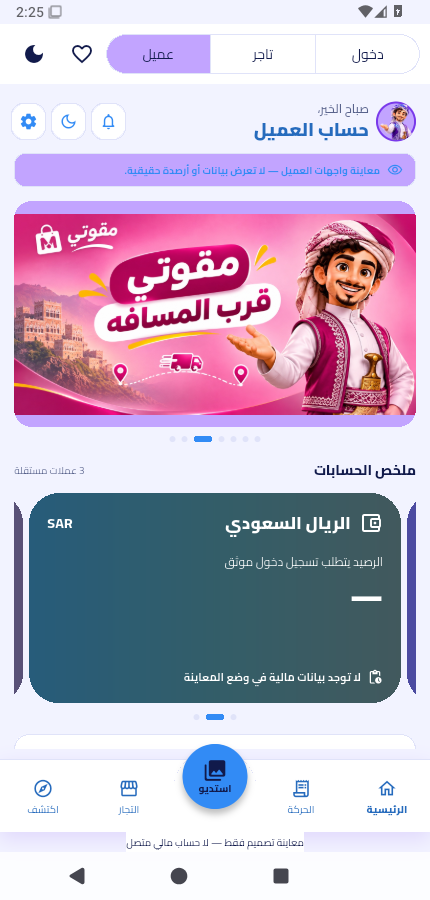 2:25
دخول
تاجر
عميل
صباح الخير،
حساب العميل
معاينة واجهات العميل — لا تعرض بيانات أو أرصدة حقيقية.
مقوتي
مقوتي
قرب المسافه
ملخص الحسابات
3 عملات مستقلة
الريال السعودي
SAR
الرصيد يتطلب تسجيل دخول موثق
—
لا توجد بيانات مالية في وضع المعاينة
الرئيسية
الحركة
استديو
التجار
اكتشف
معاينة تصميم فقط — لا حساب مالي متصل